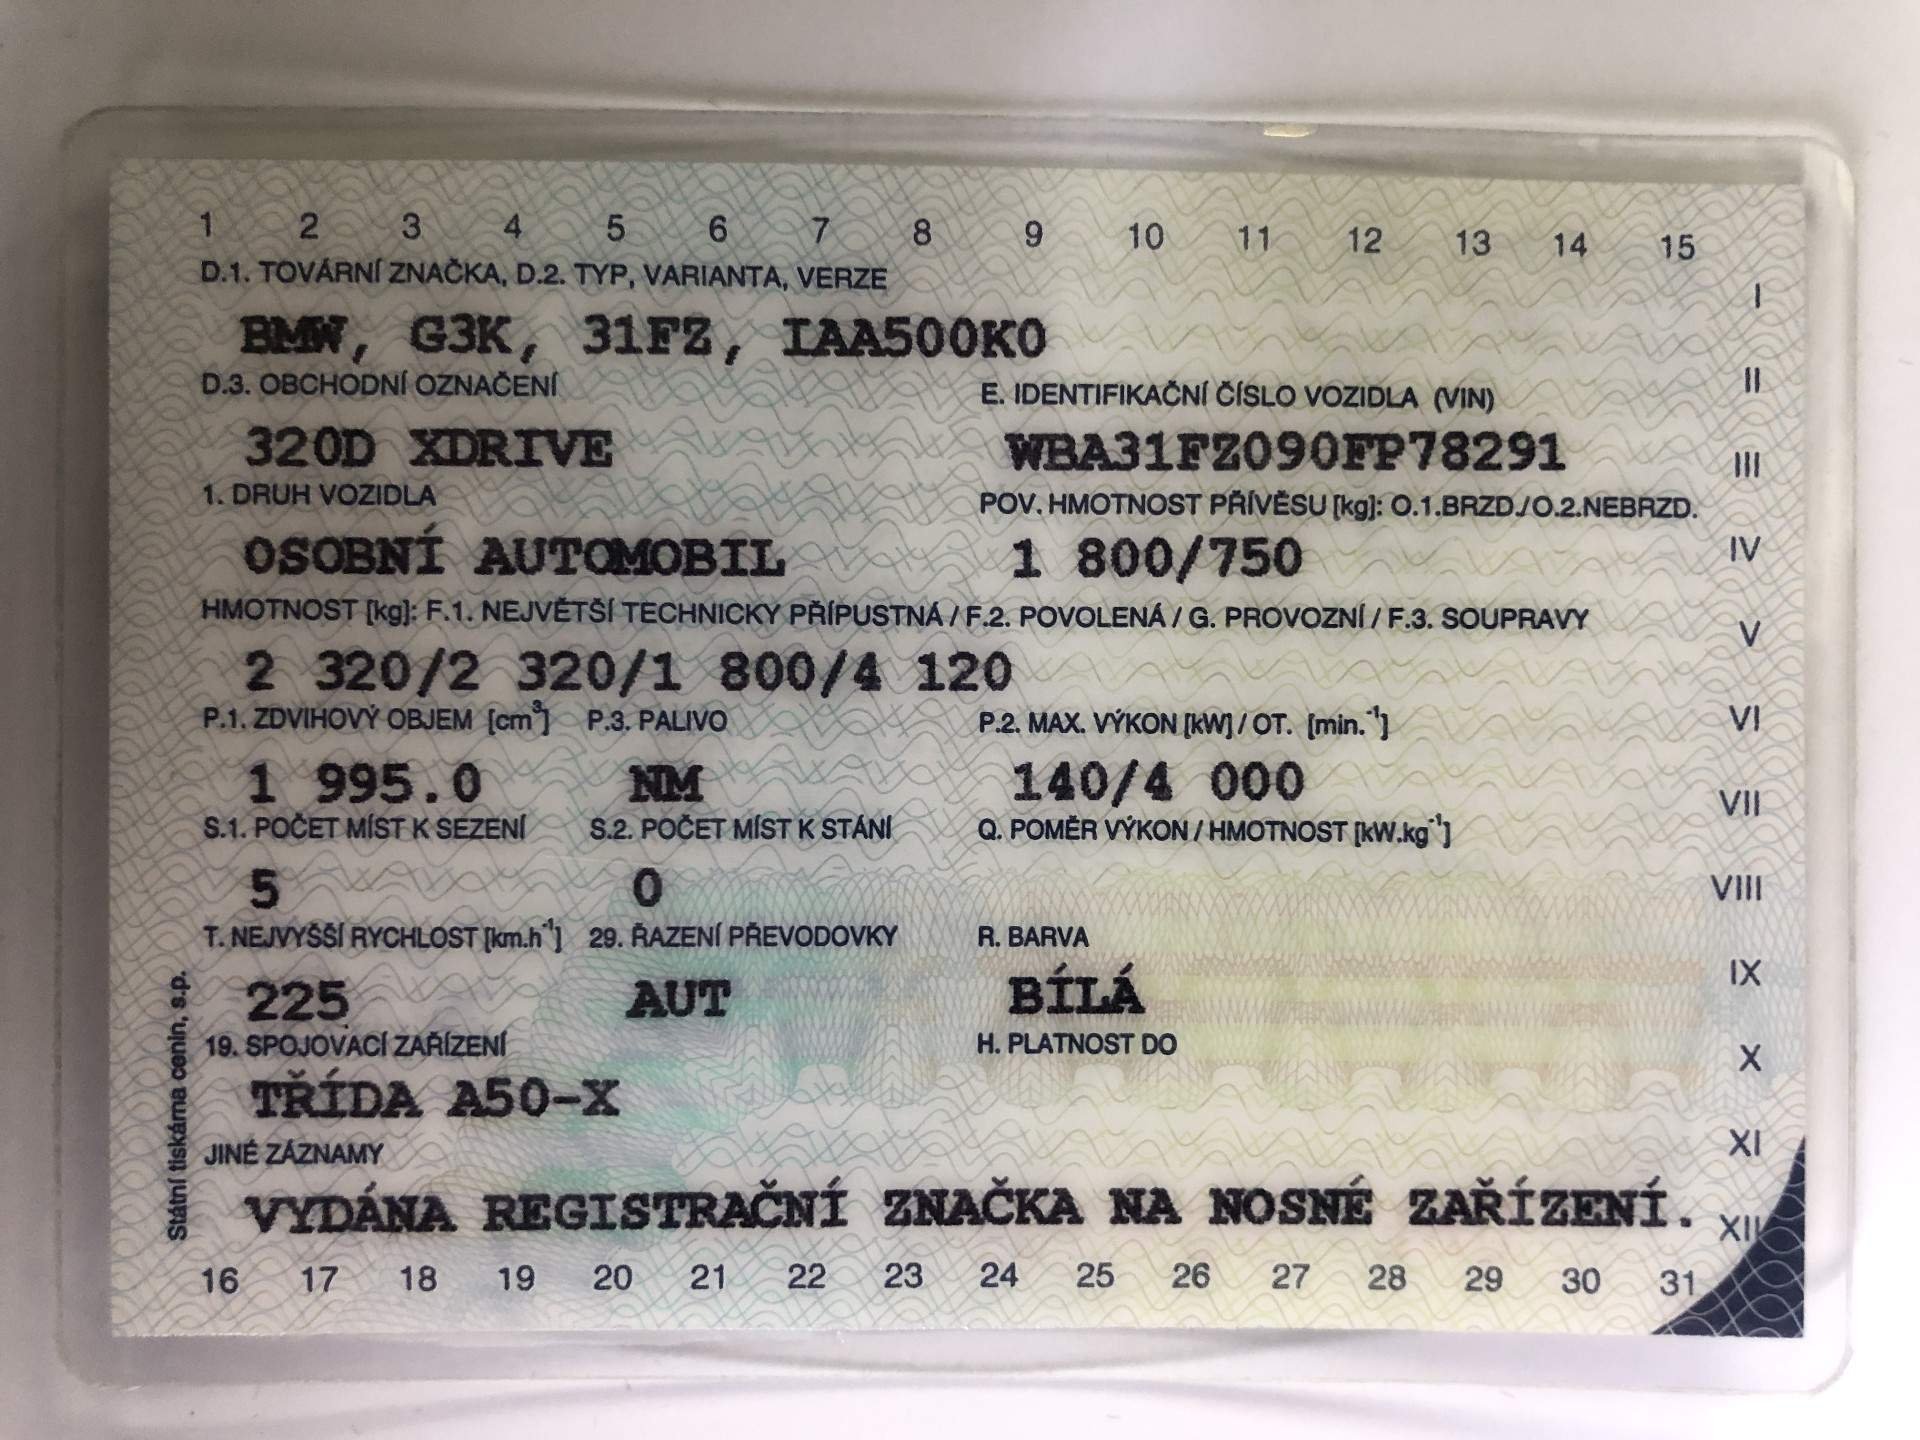 1 2 3 4 5 6 7 8 9 10 11 12 13 14 15
D.1. TOVÁRNÍ ZNAČKA, D.2. TYP, VARIANTA, VERZE
I
BMW, G3K, 31FZ, IAA500K0
D.3. OBCHODNÍ OZNAČENÍ E. IDENTIFIKAČNÍ ČÍSLO VOZIDLA (VIN)
II
320D XDRIVE WBA31FZ090FP78291
III
1. DRUH VOZIDLA POV. HMOTNOST PŘÍVĚSU [kg]: O.1.BRZD./O.2.NEBRZD.
OSOBNÍ AUTOMOBIL 1 800/750
IV
HMOTNOST [kg]: F.1. NEJVĚTŠÍ TECHNICKY PŘÍPUSTNÁ / F.2. POVOLENÁ / G. PROVOZNÍ / F.3. SOUPRAVY
V
2 320/2 320/1 800/4 120
P.1. ZDVIHOVÝ OBJEM [cm³] P.3. PALIVO P.2. MAX. VÝKON [kW] / OT. [min.⁻¹]
VI
1 995.0 NM 140/4 000
VII
S.1. POČET MÍST K SEZENÍ S.2. POČET MÍST K STÁNÍ Q. POMĚR VÝKON / HMOTNOST [kW.kg⁻¹]
5 0
VIII
T. NEJVYŠŠÍ RYCHLOST [km.h⁻¹] 29. ŘAZENÍ PŘEVODOVKY R. BARVA
IX
225 AUT BÍLÁ
19. SPOJOVACÍ ZAŘÍZENÍ H. PLATNOST DO
X
TŘÍDA A50-X
JINÉ ZÁZNAMY
XI
VYDÁNA REGISTRAČNÍ ZNAČKA NA NOSNÉ ZAŘÍZENÍ.
XII
16 17 18 19 20 21 22 23 24 25 26 27 28 29 30 31
Státní tiskárna cenin, s.p.